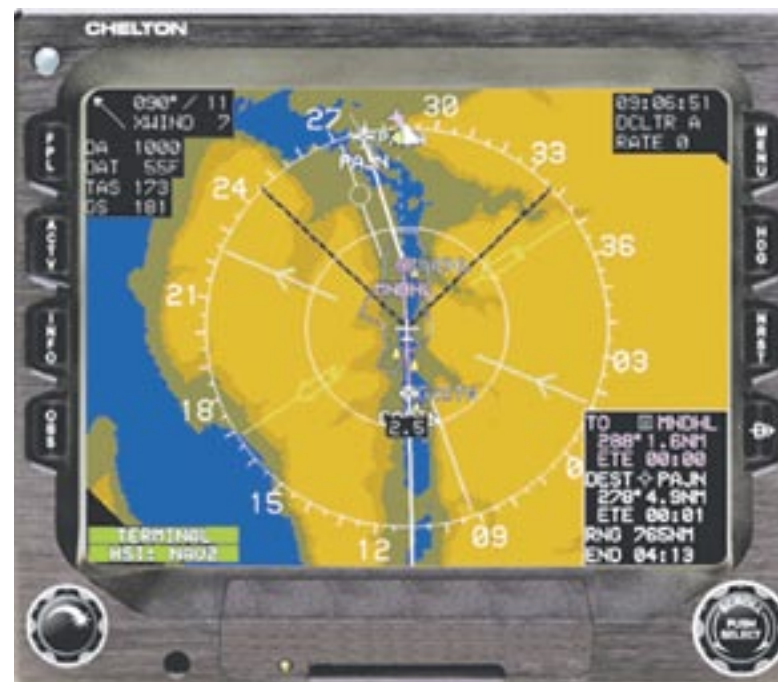 CHELTON
090° / 11
XWIND 7
DA 1000
OAT 55F
TAS 173
GS 181
09:06:51
DCLTR A
RATE 0
FPL
ACTV
INFO
OBS
MENU
NRST
27
30
24
33
PAJN
36
21
MNDHL
03
18
2.5
15
12
09
TO MNDHL
288° 1.6NM
ETE 00:00
DEST PAJN
278° 4.9NM
ETE 00:01
RNG 765NM
END 04:13
TERMINAL
HSI: NAV2
SCROLL
PUSH
SELECT